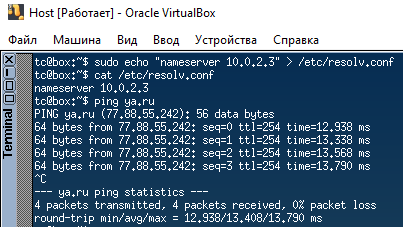 Host [Работает] - Oracle VirtualBox
Файл Машина Вид Ввод Устройства Справка
Terminal
tc@box:~$ sudo echo "nameserver 10.0.2.3" > /etc/resolv.conf
tc@box:~$ cat /etc/resolv.conf
nameserver 10.0.2.3
tc@box:~$ ping ya.ru
PING ya.ru (77.88.55.242): 56 data bytes
64 bytes from 77.88.55.242: seq=0 ttl=254 time=12.938 ms
64 bytes from 77.88.55.242: seq=1 ttl=254 time=13.338 ms
64 bytes from 77.88.55.242: seq=2 ttl=254 time=13.568 ms
64 bytes from 77.88.55.242: seq=3 ttl=254 time=13.790 ms
^C
--- ya.ru ping statistics ---
4 packets transmitted, 4 packets received, 0% packet loss
round-trip min/avg/max = 12.938/13.408/13.790 ms